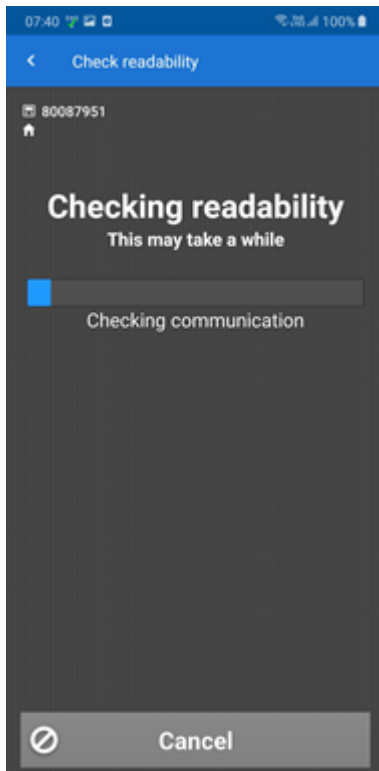 07:40 100%
Check readability
80087951
Checking readability
This may take a while
Checking communication
Cancel